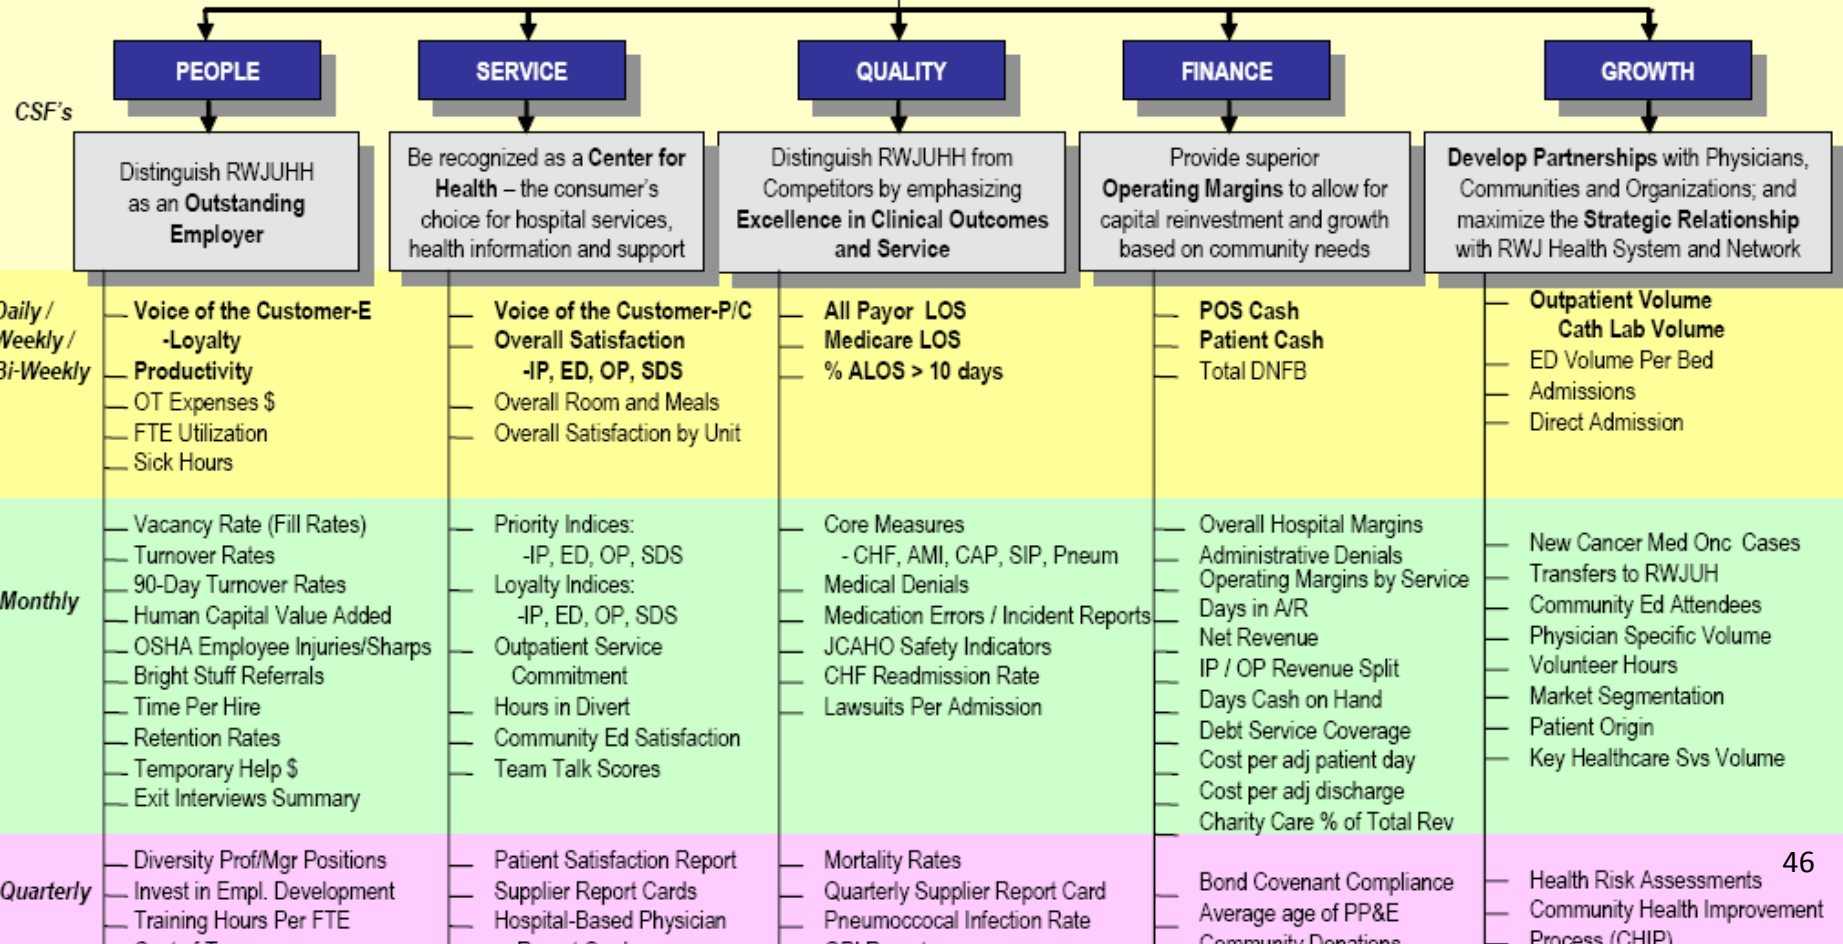 PEOPLE
SERVICE
QUALITY
FINANCE
GROWTH
CSF's
Distinguish RWJUHH
as an Outstanding
Employer
Be recognized as a Center for
Health – the consumer's
choice for hospital services,
health information and support
Distinguish RWJUHH from
Competitors by emphasizing
Excellence in Clinical Outcomes
and Service
Provide superior
Operating Margins to allow for
capital reinvestment and growth
based on community needs
Develop Partnerships with Physicians,
Communities and Organizations; and
maximize the Strategic Relationship
with RWJ Health System and Network
Daily /
Weekly /
Bi-Weekly
Voice of the Customer-E
-Loyalty
Productivity
OT Expenses $
FTE Utilization
Sick Hours
Voice of the Customer-P/C
Overall Satisfaction
-IP, ED, OP, SDS
Overall Room and Meals
Overall Satisfaction by Unit
All Payor LOS
Medicare LOS
% ALOS > 10 days
POS Cash
Patient Cash
Total DNFB
Outpatient Volume
Cath Lab Volume
ED Volume Per Bed
Admissions
Direct Admission
Monthly
Vacancy Rate (Fill Rates)
Turnover Rates
90-Day Turnover Rates
Human Capital Value Added
OSHA Employee Injuries/Sharps
Bright Stuff Referrals
Time Per Hire
Retention Rates
Temporary Help $
Exit Interviews Summary
Priority Indices:
-IP, ED, OP, SDS
Loyalty Indices:
-IP, ED, OP, SDS
Outpatient Service
Commitment
Hours in Divert
Community Ed Satisfaction
Team Talk Scores
Core Measures
- CHF, AMI, CAP, SIP, Pneum
Medical Denials
Medication Errors / Incident Reports
JCAHO Safety Indicators
CHF Readmission Rate
Lawsuits Per Admission
Overall Hospital Margins
Administrative Denials
Operating Margins by Service
Days in A/R
Net Revenue
IP / OP Revenue Split
Days Cash on Hand
Debt Service Coverage
Cost per adj patient day
Cost per adj discharge
Charity Care % of Total Rev
New Cancer Med Onc Cases
Transfers to RWJUH
Community Ed Attendees
Physician Specific Volume
Volunteer Hours
Market Segmentation
Patient Origin
Key Healthcare Svs Volume
Quarterly
Diversity Prof/Mgr Positions
Invest in Empl. Development
Training Hours Per FTE
Patient Satisfaction Report
Supplier Report Cards
Hospital-Based Physician
Mortality Rates
Quarterly Supplier Report Card
Pneumoccocal Infection Rate
Bond Covenant Compliance
Average age of PP&E
Community Donations
Health Risk Assessments
Community Health Improvement
Process (CHIP)
46